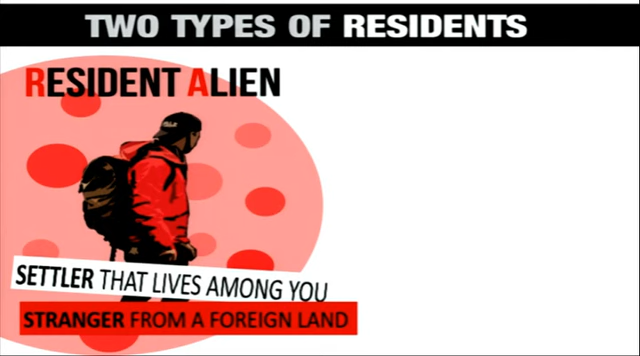 TWO TYPES OF RESIDENTS
RESIDENT ALIEN
SETTLER THAT LIVES AMONG YOU
STRANGER FROM A FOREIGN LAND